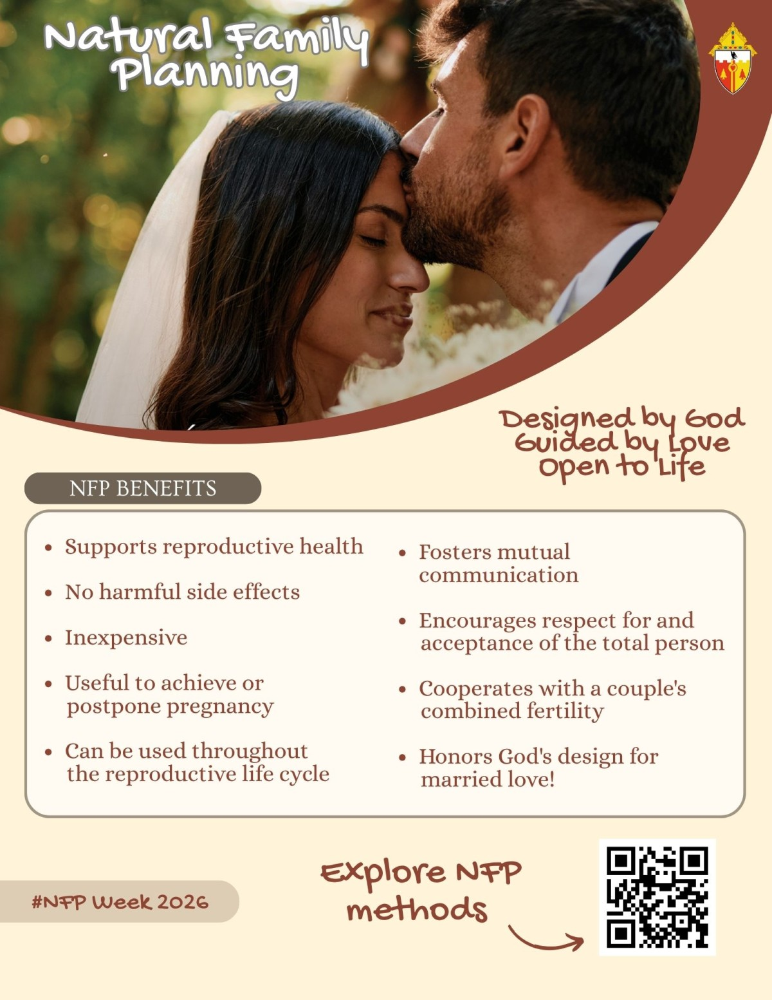 Natural Family
Planning
Designed by God
Guided by Love
Open to Life
NFP BENEFITS
• Supports reproductive health
• No harmful side effects
• Inexpensive
• Useful to achieve or
postpone pregnancy
• Can be used throughout
the reproductive life cycle
• Fosters mutual
communication
• Encourages respect for and
acceptance of the total person
• Cooperates with a couple's
combined fertility
• Honors God's design for
married love!
Explore NFP
methods
#NFP Week 2026